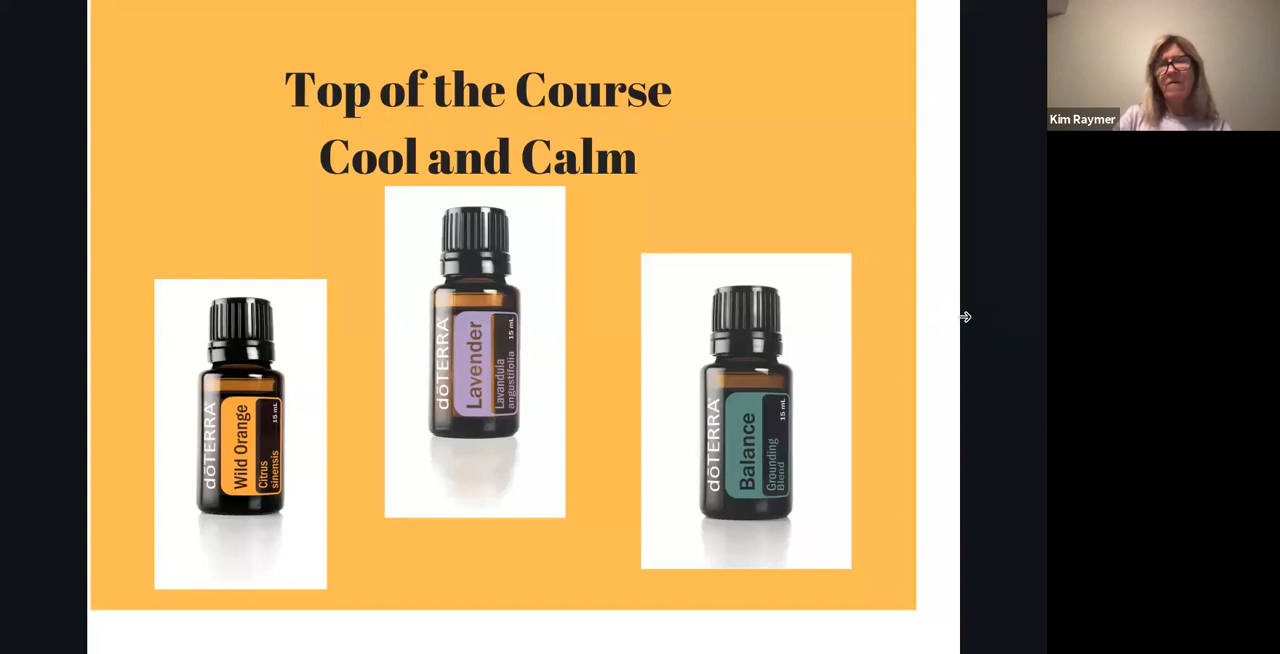 Top of the Course
Cool and Calm
dōTERRA
Wild Orange
Citrus
sinensis
15 mL
dōTERRA
Lavender
Lavandula
angustifolia
15 mL
dōTERRA
Balance
Grounding
Blend
15 mL
Kim Raymer